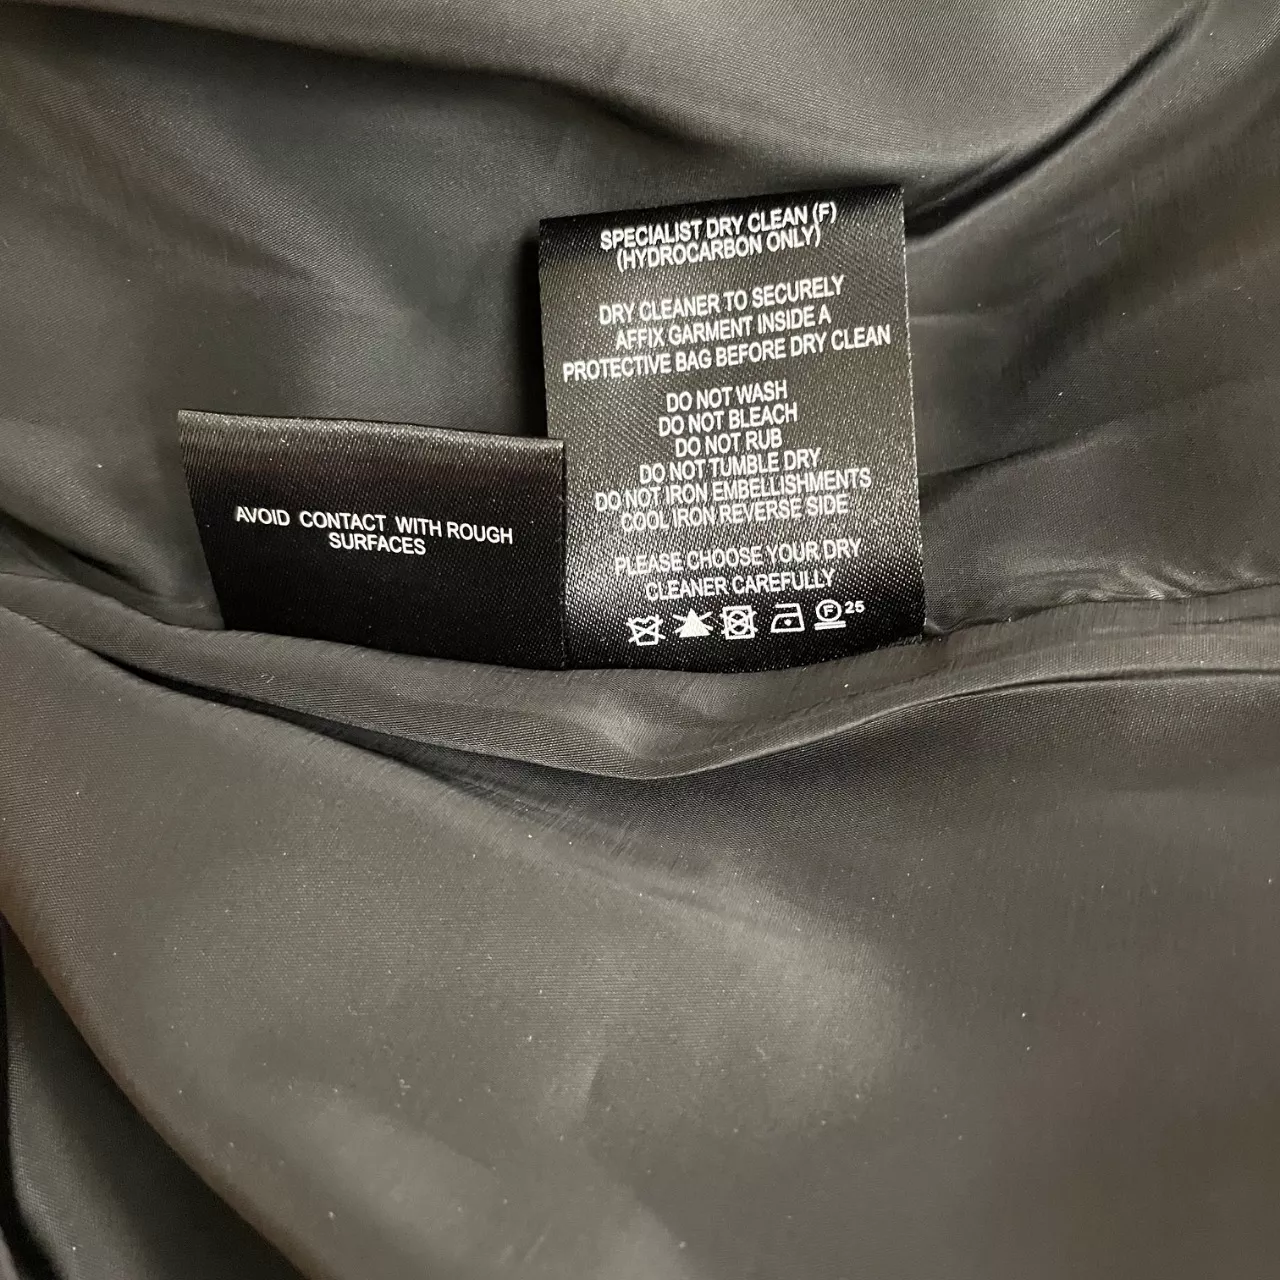 SPECIALIST DRY CLEAN (F)
(HYDROCARBON ONLY)
DRY CLEANER TO SECURELY
AFFIX GARMENT INSIDE A
PROTECTIVE BAG BEFORE DRY CLEAN
DO NOT WASH
DO NOT BLEACH
DO NOT RUB
DO NOT TUMBLE DRY
DO NOT IRON EMBELLISHMENTS
COOL IRON REVERSE SIDE
PLEASE CHOOSE YOUR DRY
CLEANER CAREFULLY
F 25
AVOID CONTACT WITH ROUGH
SURFACES